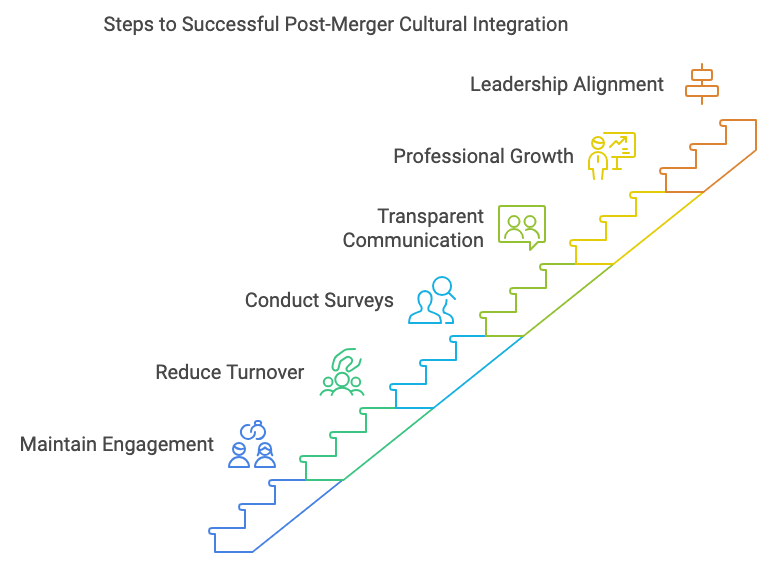 Steps to Successful Post-Merger Cultural Integration
Leadership Alignment
Professional Growth
Transparent
Communication
Conduct Surveys
Reduce Turnover
Maintain Engagement